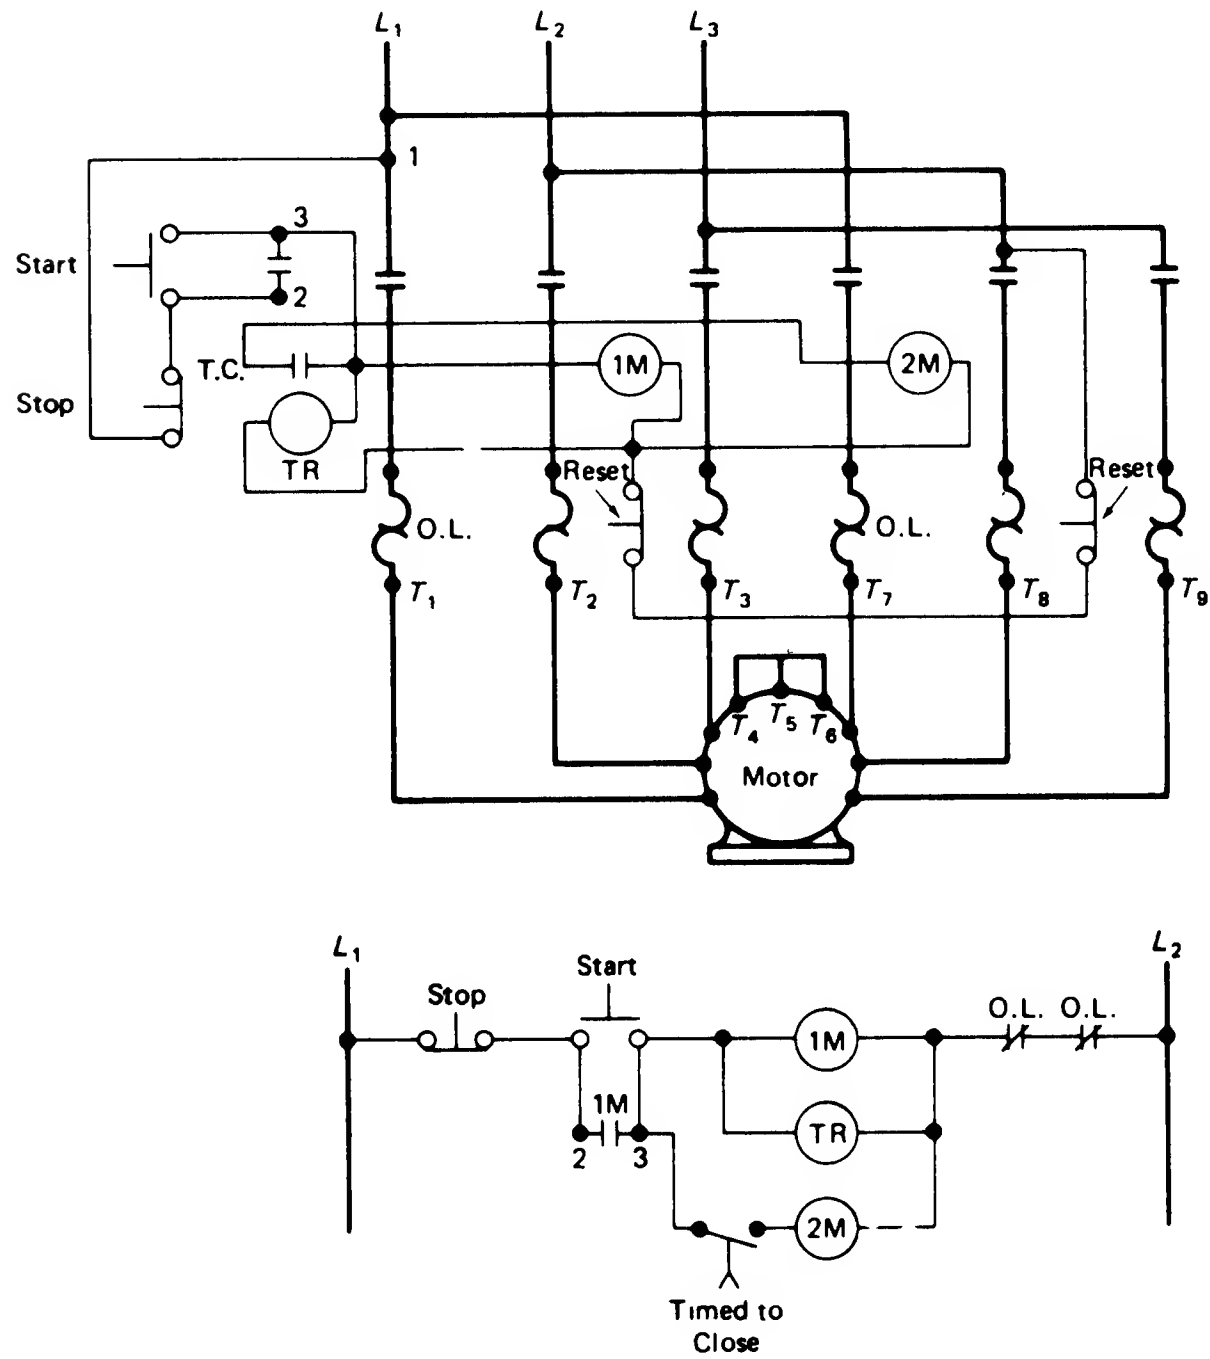 L1 L2 L3
1
3
Start
2
T.C.
1M
2M
Stop
TR
Reset
Reset
O.L.
O.L.
T1 T2 T3 T7 T8 T9
T4 T5 T6
Motor
L1 L2
Start
Stop
O.L. O.L.
1M
1M
2 3
TR
2M
Timed to
Close